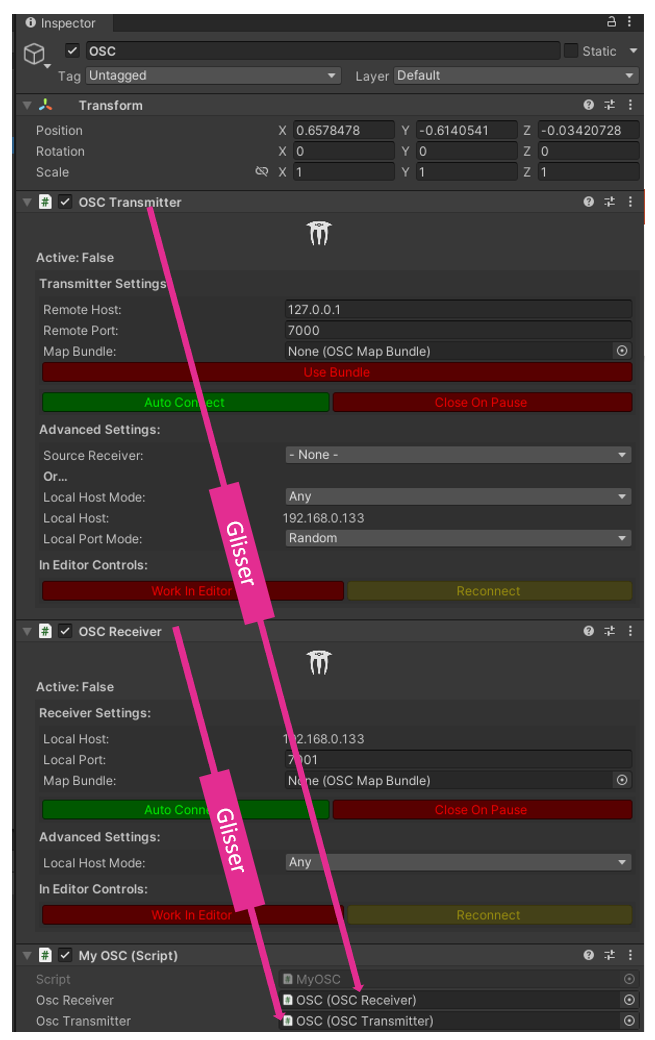 Inspector
OSC Static
Tag Untagged Layer Default
Transform
Position X 0.6578478 Y -0.6140541 Z -0.03420728
Rotation X 0 Y 0 Z 0
Scale X 1 Y 1 Z 1
OSC Transmitter
Active: False
Transmitter Settings
Remote Host: 127.0.0.1
Remote Port: 7000
Map Bundle: None (OSC Map Bundle)
Use Bundle
Auto Connect Close On Pause
Advanced Settings:
Source Receiver: - None -
Or...
Local Host Mode: Any
Local Host: 192.168.0.133
Local Port Mode: Random
Glisser
In Editor Controls:
Work In Editor Reconnect
OSC Receiver
Active: False
Receiver Settings:
Local Host: 192.168.0.133
Local Port: 7001
Map Bundle: None (OSC Map Bundle)
Auto Connect Close On Pause
Glisser
Advanced Settings:
Local Host Mode: Any
In Editor Controls:
Work In Editor Reconnect
My OSC (Script)
Script MyOSC
Osc Receiver OSC (OSC Receiver)
Osc Transmitter OSC (OSC Transmitter)